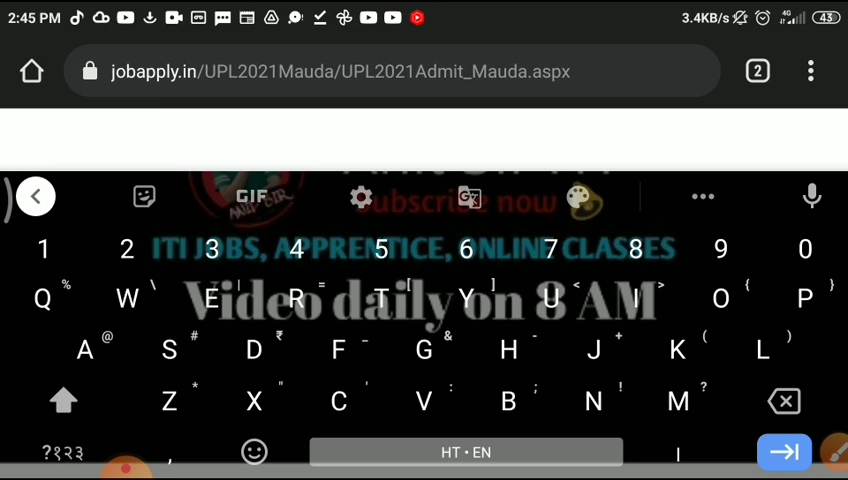 2:45 PM 3.4KB/s 4G 43
jobapply.in/UPL2021Mauda/UPL2021Admit_Mauda.aspx 2
GIF
Subscribe now
1 2 3 4 5 6 7 8 9 0
ITI JOBS, APPRENTICE, ONLINE CLASSES
% \ | = [ ] < > { }
Q W E R T Y U I O P
Video daily on 8 AM
@ # ₹ _ & - + ( )
A S D F G H J K L
* " ' : ; ! ?
Z X C V B N M
?१२३ , HT • EN |